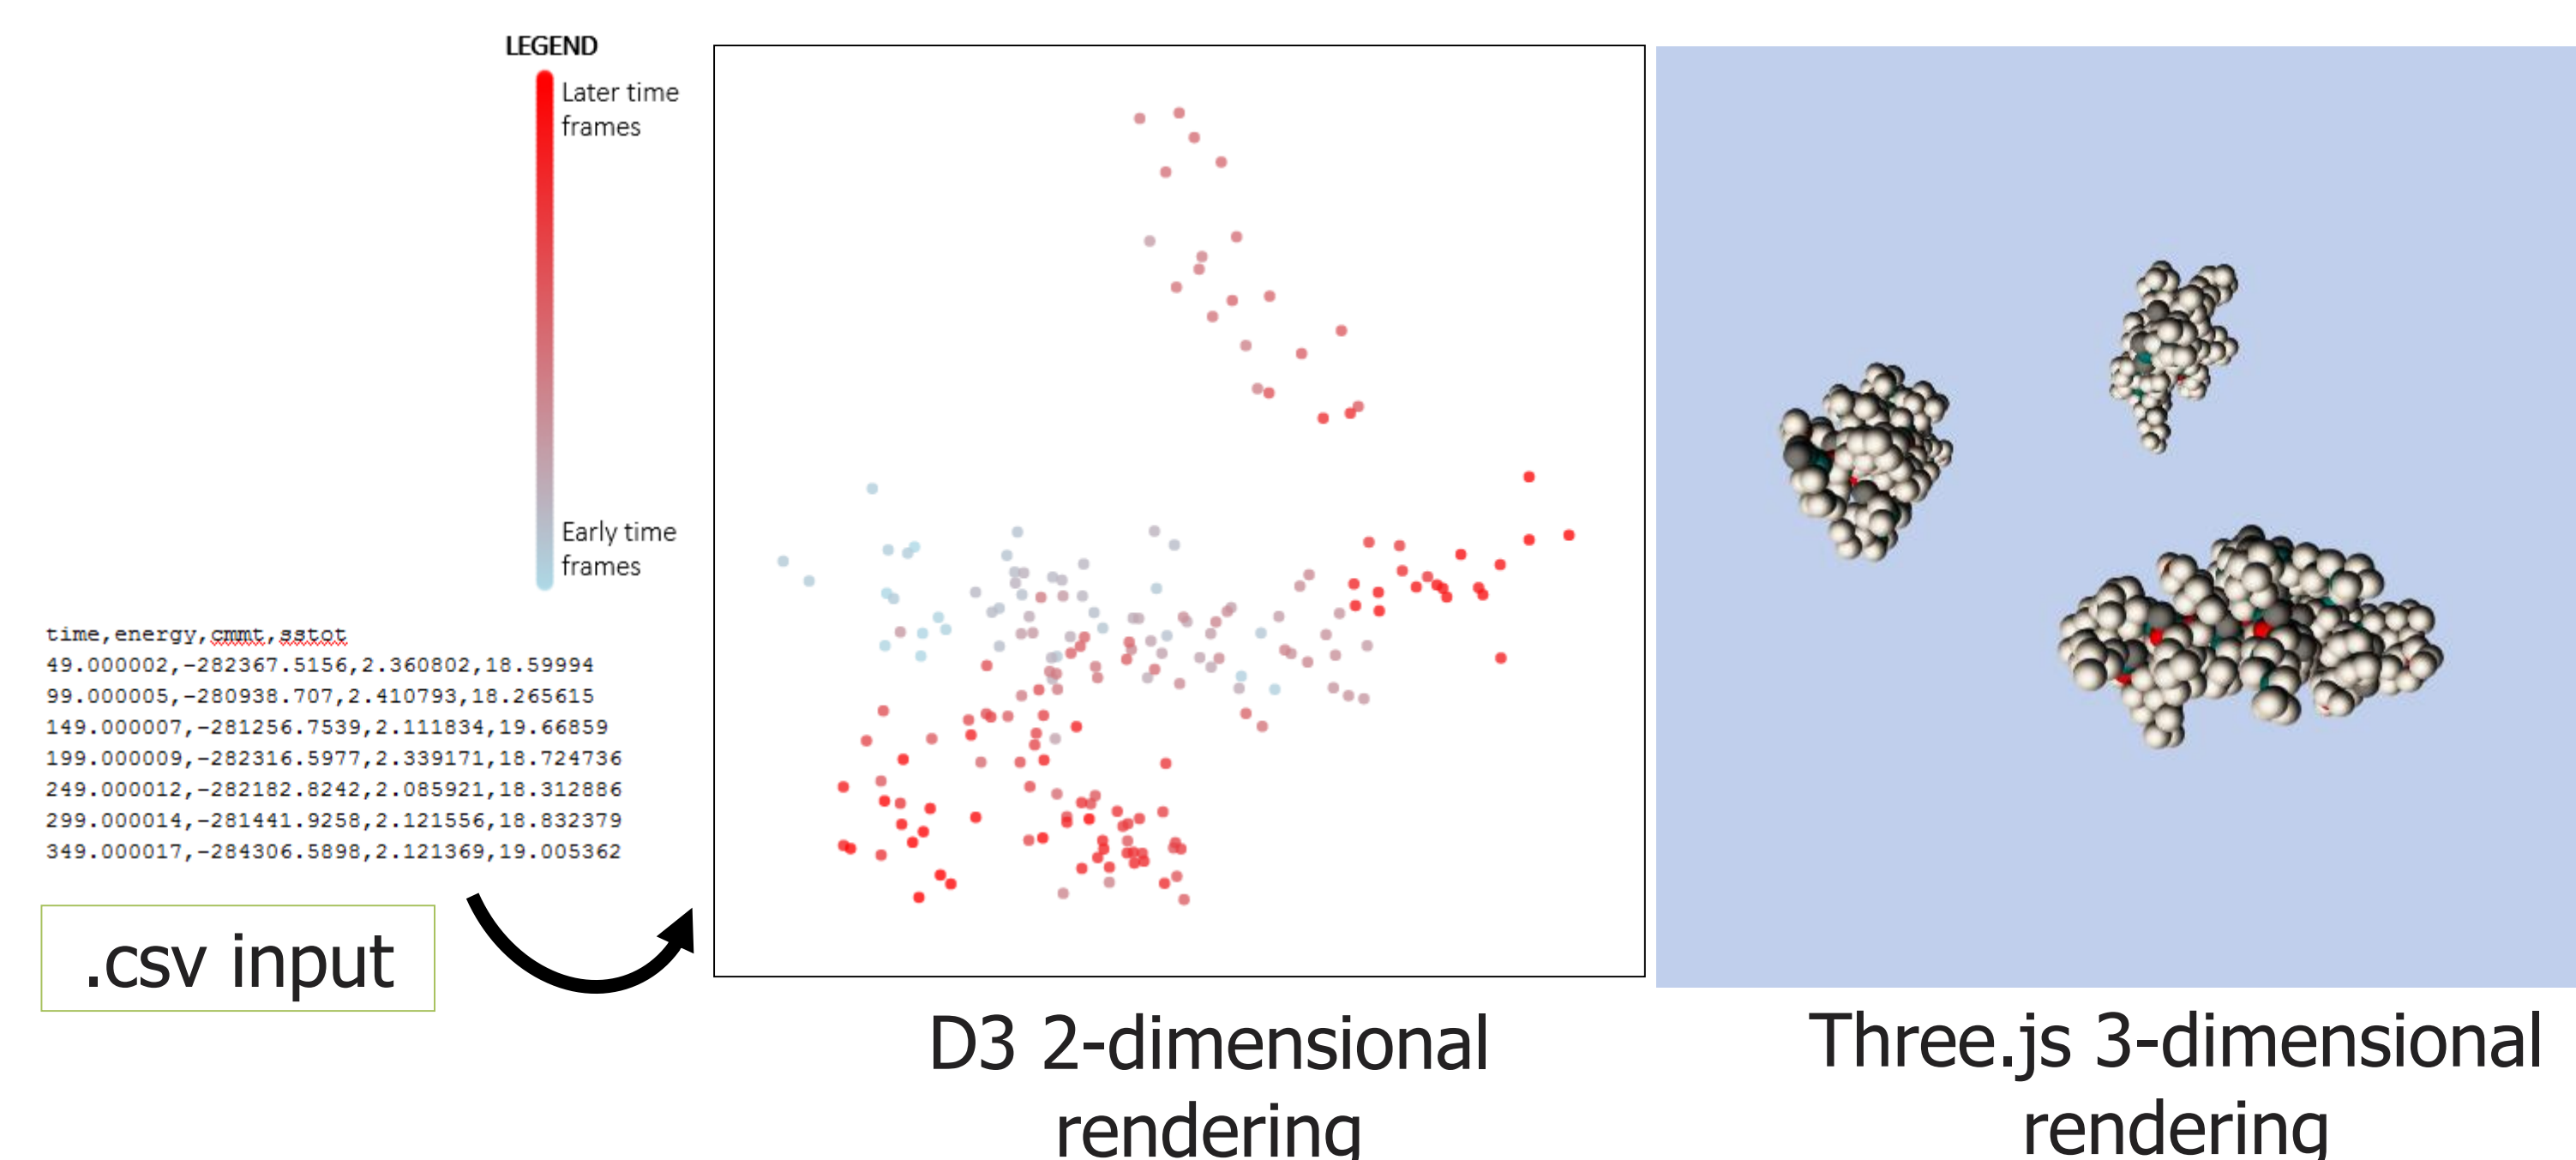 LEGEND
Later time
frames
Early time
frames
time,energy,cmmt,sstot
49.000002,-282367.5156,2.360802,18.59994
99.000005,-280938.707,2.410793,18.265615
149.000007,-281256.7539,2.111834,19.66859
199.000009,-282316.5977,2.339171,18.724736
249.000012,-282182.8242,2.085921,18.312886
299.000014,-281441.9258,2.121556,18.832379
349.000017,-284306.5898,2.121369,19.005362
.csv input
D3 2-dimensional
rendering
Three.js 3-dimensional
rendering